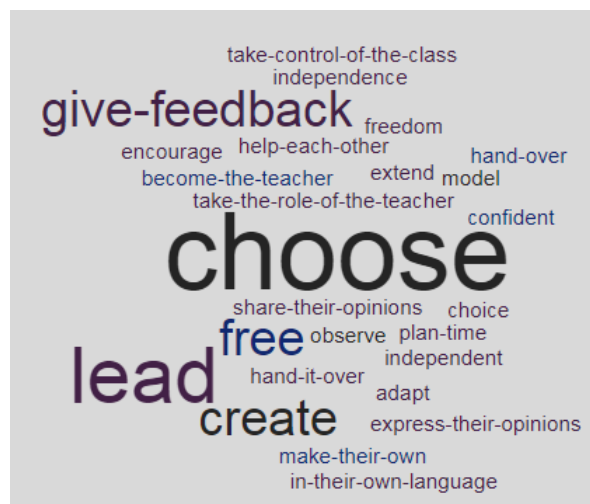 take-control-of-the-class
independence
give-feedback
freedom
encourage help-each-other
hand-over
become-the-teacher extend model
take-the-role-of-the-teacher
confident
choose
share-their-opinions choice
free observe plan-time
independent
lead hand-it-over
adapt
create express-their-opinions
make-their-own
in-their-own-language